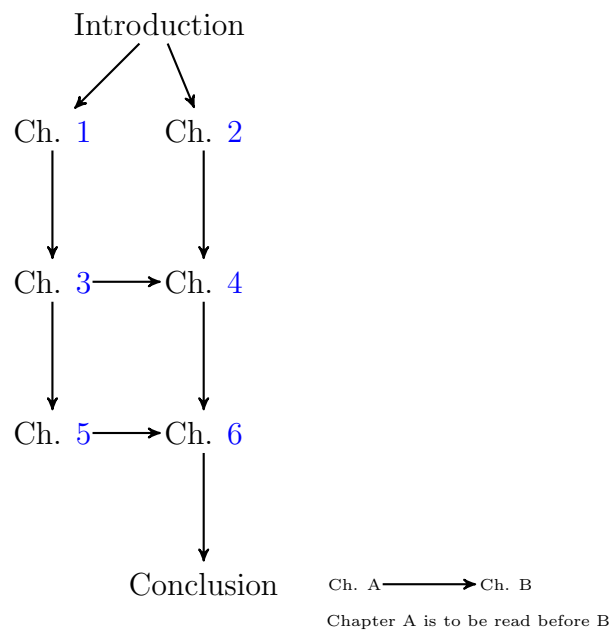 Introduction
Ch. 1 Ch. 2
Ch. 3 Ch. 4
Ch. 5 Ch. 6
Conclusion
Ch. A Ch. B
Chapter A is to be read before B